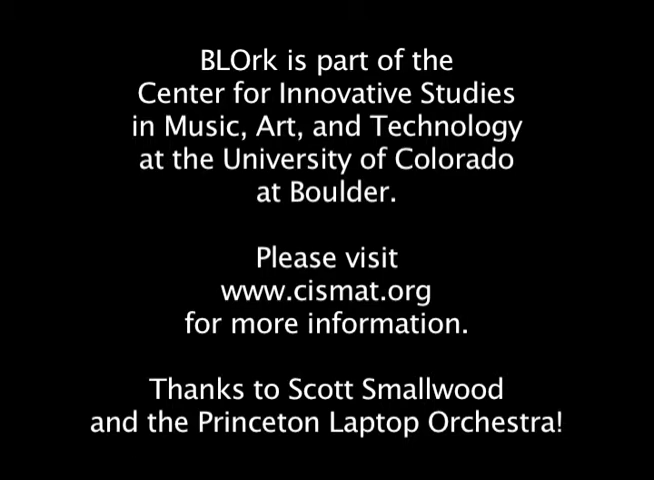 BLOrk is part of the
Center for Innovative Studies
in Music, Art, and Technology
at the University of Colorado
at Boulder.
Please visit
www.cismat.org
for more information.
Thanks to Scott Smallwood
and the Princeton Laptop Orchestra!